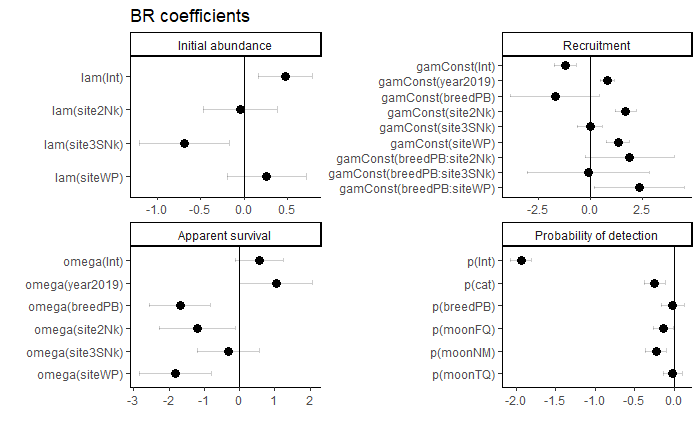 BR coefficients
Initial abundance
lam(Int)
lam(site2Nk)
lam(site3SNk)
lam(siteWP)
-1.0 -0.5 0.0 0.5
Recruitment
gamConst(Int)
gamConst(year2019)
gamConst(breedPB)
gamConst(site2Nk)
gamConst(site3SNk)
gamConst(siteWP)
gamConst(breedPB:site2Nk)
gamConst(breedPB:site3SNk)
gamConst(breedPB:siteWP)
-2.5 0.0 2.5
Apparent survival
omega(Int)
omega(year2019)
omega(breedPB)
omega(site2Nk)
omega(site3SNk)
omega(siteWP)
-3 -2 -1 0 1 2
Probability of detection
p(Int)
p(cat)
p(breedPB)
p(moonFQ)
p(moonNM)
p(moonTQ)
-2.0 -1.5 -1.0 -0.5 0.0